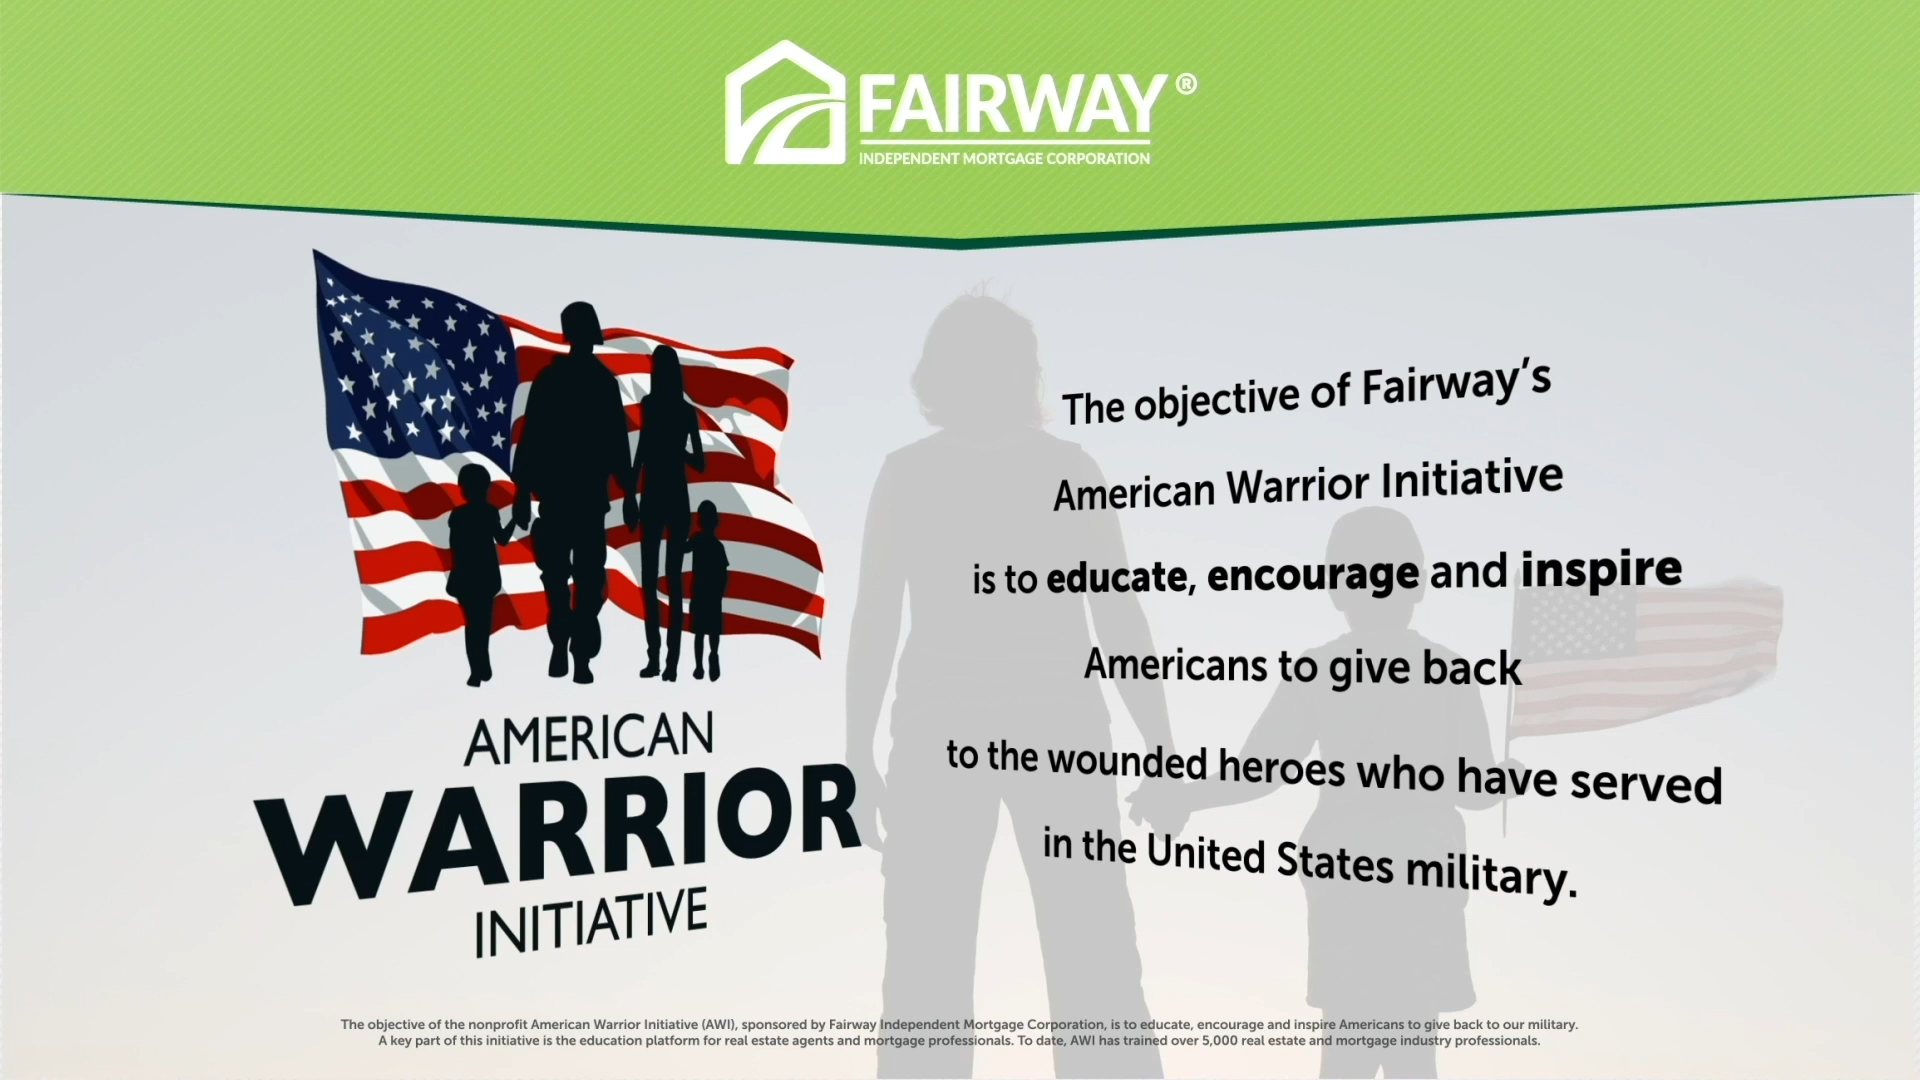 FAIRWAY®
INDEPENDENT MORTGAGE CORPORATION
AMERICAN
WARRIOR
INITIATIVE
The objective of Fairway's
American Warrior Initiative
is to educate, encourage and inspire
Americans to give back
to the wounded heroes who have served
in the United States military.
The objective of the nonprofit American Warrior Initiative (AWI), sponsored by Fairway Independent Mortgage Corporation, is to educate, encourage and inspire Americans to give back to our military.
A key part of this initiative is the education platform for real estate agents and mortgage professionals. To date, AWI has trained over 5,000 real estate and mortgage industry professionals.